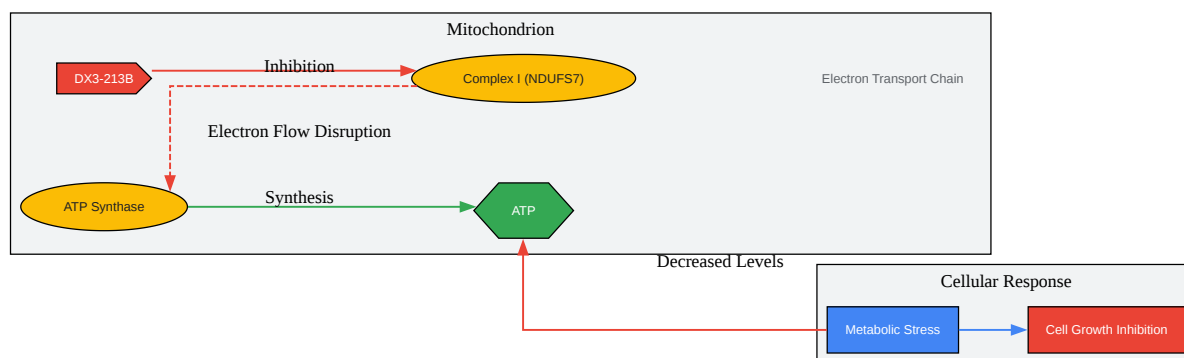 Mitochondrion
Inhibition
DX3-213B
Complex I (NDUFS7)
Electron Transport Chain
Electron Flow Disruption
Synthesis
ATP Synthase
ATP
Decreased Levels
Cellular Response
Metabolic Stress
Cell Growth Inhibition